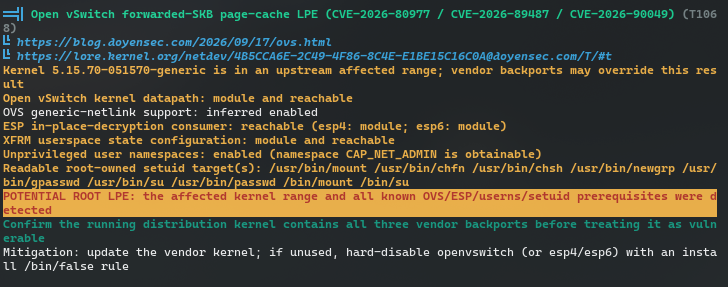 ═══╣ Open vSwitch forwarded-SKB page-cache LPE (CVE-2026-80977 / CVE-2026-89487 / CVE-2026-90049) (T106
8)
╚ https://blog.doyensec.com/2026/09/17/ovs.html
╚ https://lore.kernel.org/netdev/4B5CCA6E-2C49-4F86-8C4E-E1BE15C16C0A@doyensec.com/T/#t
Kernel 5.15.70-051570-generic is in an upstream affected range; vendor backports may override this res
ult
Open vSwitch kernel datapath: module and reachable
OVS generic-netlink support: inferred enabled
ESP in-place-decryption consumer: reachable (esp4: module; esp6: module)
XFRM userspace state configuration: module and reachable
Unprivileged user namespaces: enabled (namespace CAP_NET_ADMIN is obtainable)
Readable root-owned setuid target(s): /usr/bin/mount /usr/bin/chfn /usr/bin/chsh /usr/bin/newgrp /usr/
bin/gpasswd /usr/bin/su /usr/bin/passwd /bin/mount /bin/su
POTENTIAL ROOT LPE: the affected kernel range and all known OVS/ESP/userns/setuid prerequisites were d
etected
Confirm the running distribution kernel contains all three vendor backports before treating it as vuln
erable
Mitigation: update the vendor kernel; if unused, hard-disable openvswitch (or esp4/esp6) with an insta
ll /bin/false rule